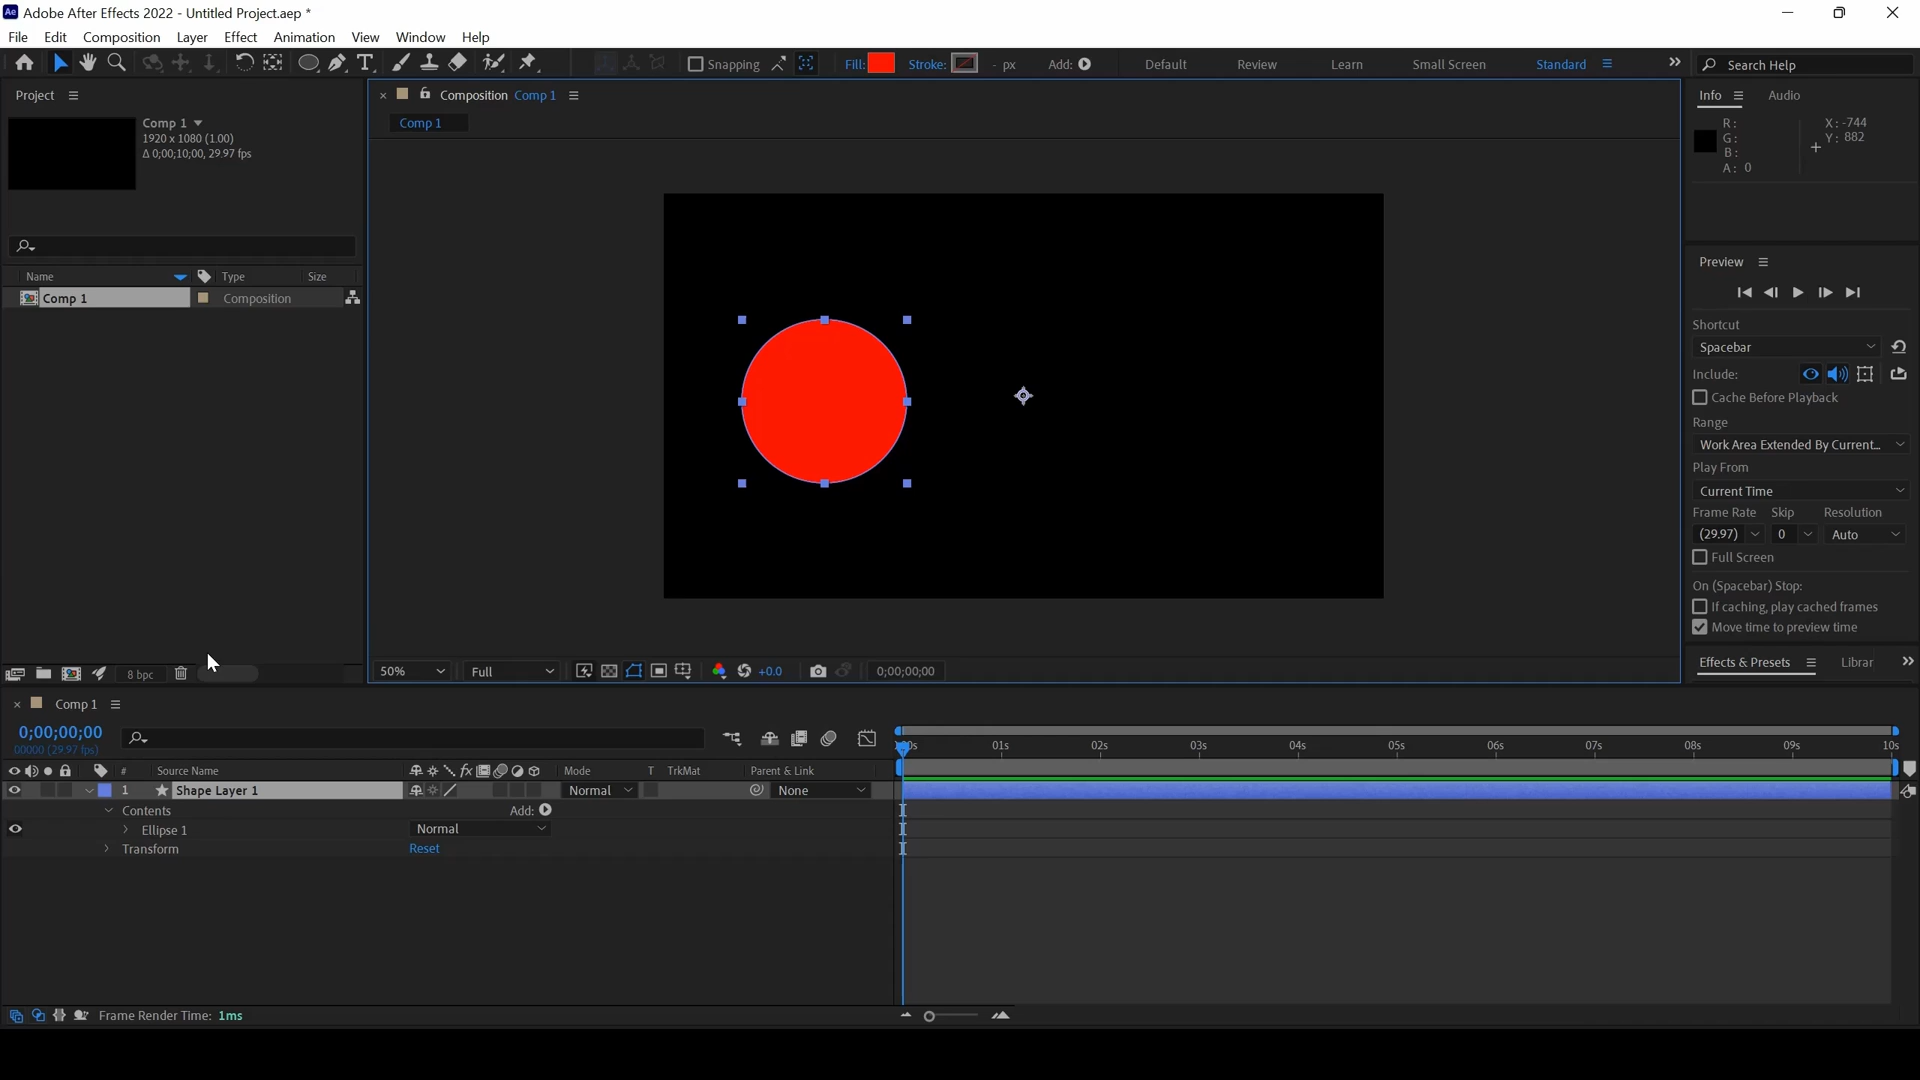 Ae Adobe After Effects 2022 - Untitled Project.aep *
File Edit Composition Layer Effect Animation View Window Help
Snapping Fill: Stroke: - px Add: Default Review Learn Small Screen Standard Search Help
Project
Comp 1
1920 x 1080 (1.00)
Δ 0;00;10;00, 29.97 fps
Name Type Size
Comp 1 Composition
8 bpc
Composition Comp 1
Comp 1
50% Full +0.0 0;00;00;00
Info Audio
R: X: -744
G: Y: 882
B:
A: 0
Preview
Shortcut
Spacebar
Include:
Cache Before Playback
Range
Work Area Extended By Current...
Play From
Current Time
Frame Rate Skip Resolution
(29.97) 0 Auto
Full Screen
On (Spacebar) Stop:
If caching, play cached frames
Move time to preview time
Effects & Presets Librar
Comp 1
0;00;00;00
00000 (29.97 fps)
01s 02s 03s 04s 05s 06s 07s 08s 09s 10s
# Source Name fx Mode T TrkMat Parent & Link
1 Shape Layer 1 Normal None
Contents Add:
Ellipse 1 Normal
Transform Reset
Frame Render Time: 1ms